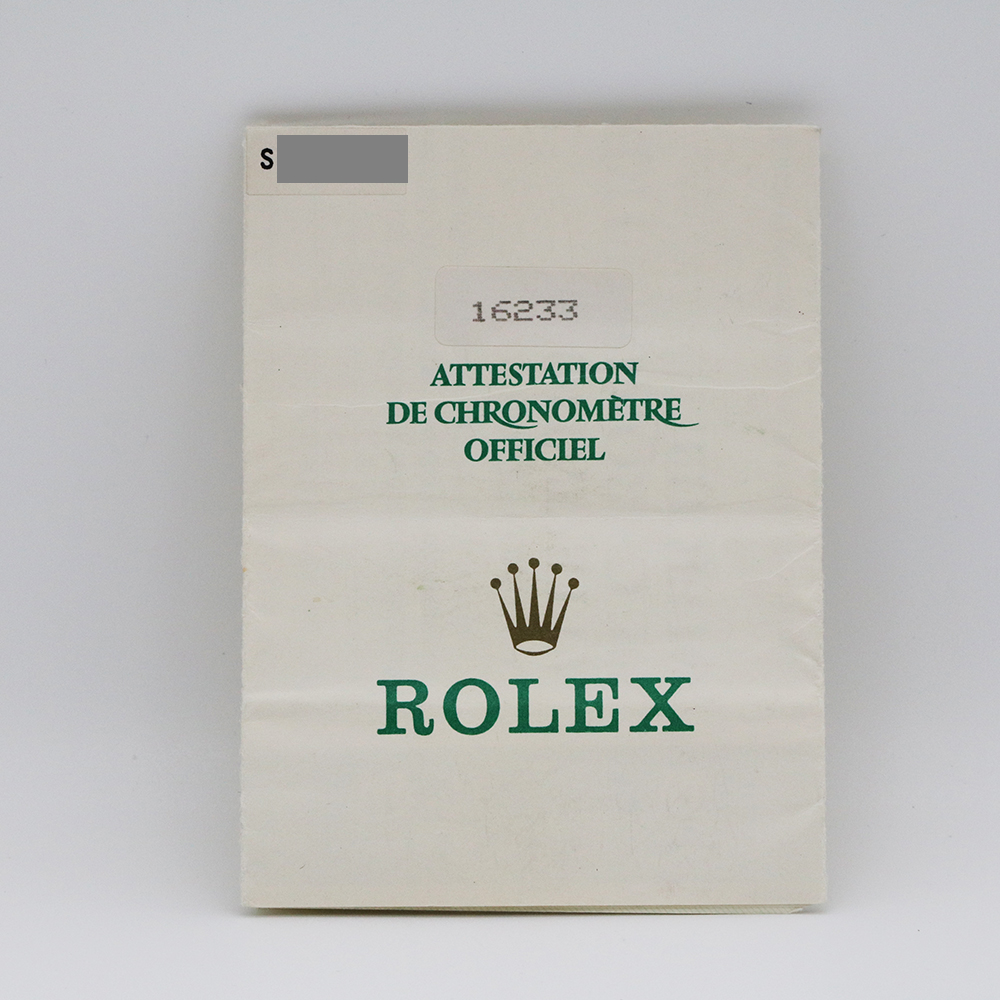 S
16233
ATTESTATION
DE CHRONOMÈTRE
OFFICIEL
ROLEX